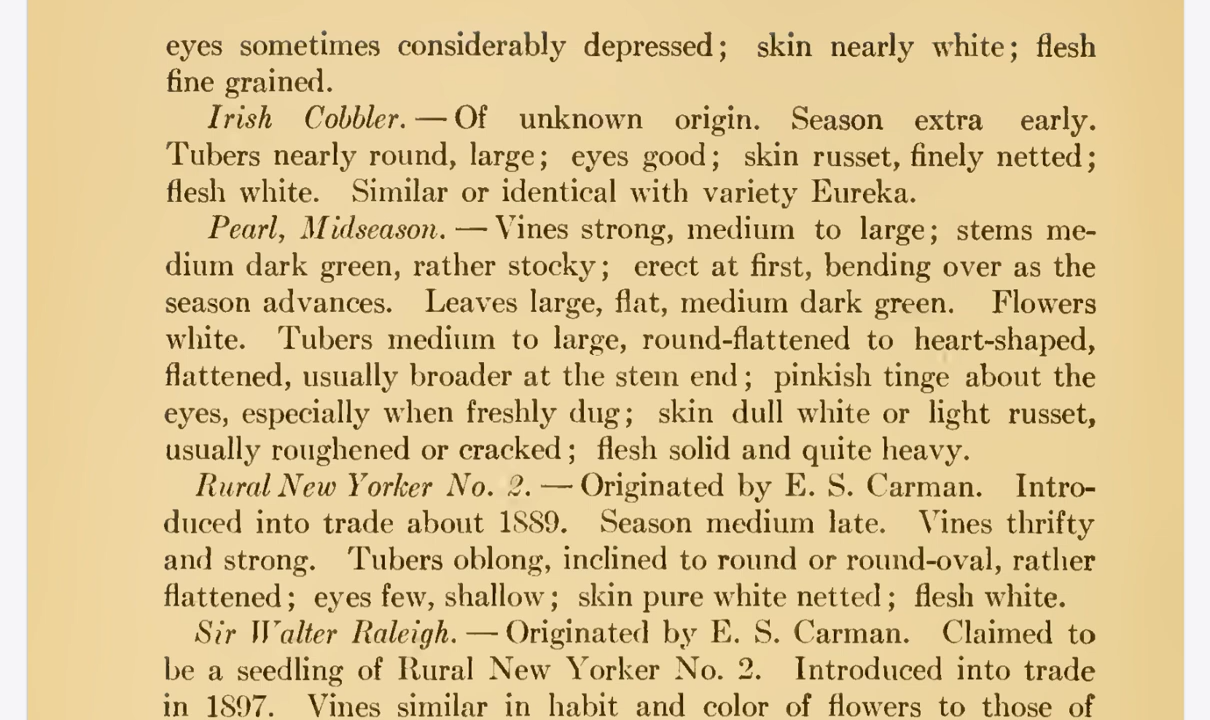 eyes sometimes considerably depressed; skin nearly white; flesh
fine grained.
Irish Cobbler. — Of unknown origin. Season extra early.
Tubers nearly round, large; eyes good; skin russet, finely netted;
flesh white. Similar or identical with variety Eureka.
Pearl, Midseason. — Vines strong, medium to large; stems me-
dium dark green, rather stocky; erect at first, bending over as the
season advances. Leaves large, flat, medium dark green. Flowers
white. Tubers medium to large, round-flattened to heart-shaped,
flattened, usually broader at the stem end; pinkish tinge about the
eyes, especially when freshly dug; skin dull white or light russet,
usually roughened or cracked; flesh solid and quite heavy.
Rural New Yorker No. 2. — Originated by E. S. Carman. Intro-
duced into trade about 1889. Season medium late. Vines thrifty
and strong. Tubers oblong, inclined to round or round-oval, rather
flattened; eyes few, shallow; skin pure white netted; flesh white.
Sir Walter Raleigh. — Originated by E. S. Carman. Claimed to
be a seedling of Rural New Yorker No. 2. Introduced into trade
in 1897. Vines similar in habit and color of flowers to those of